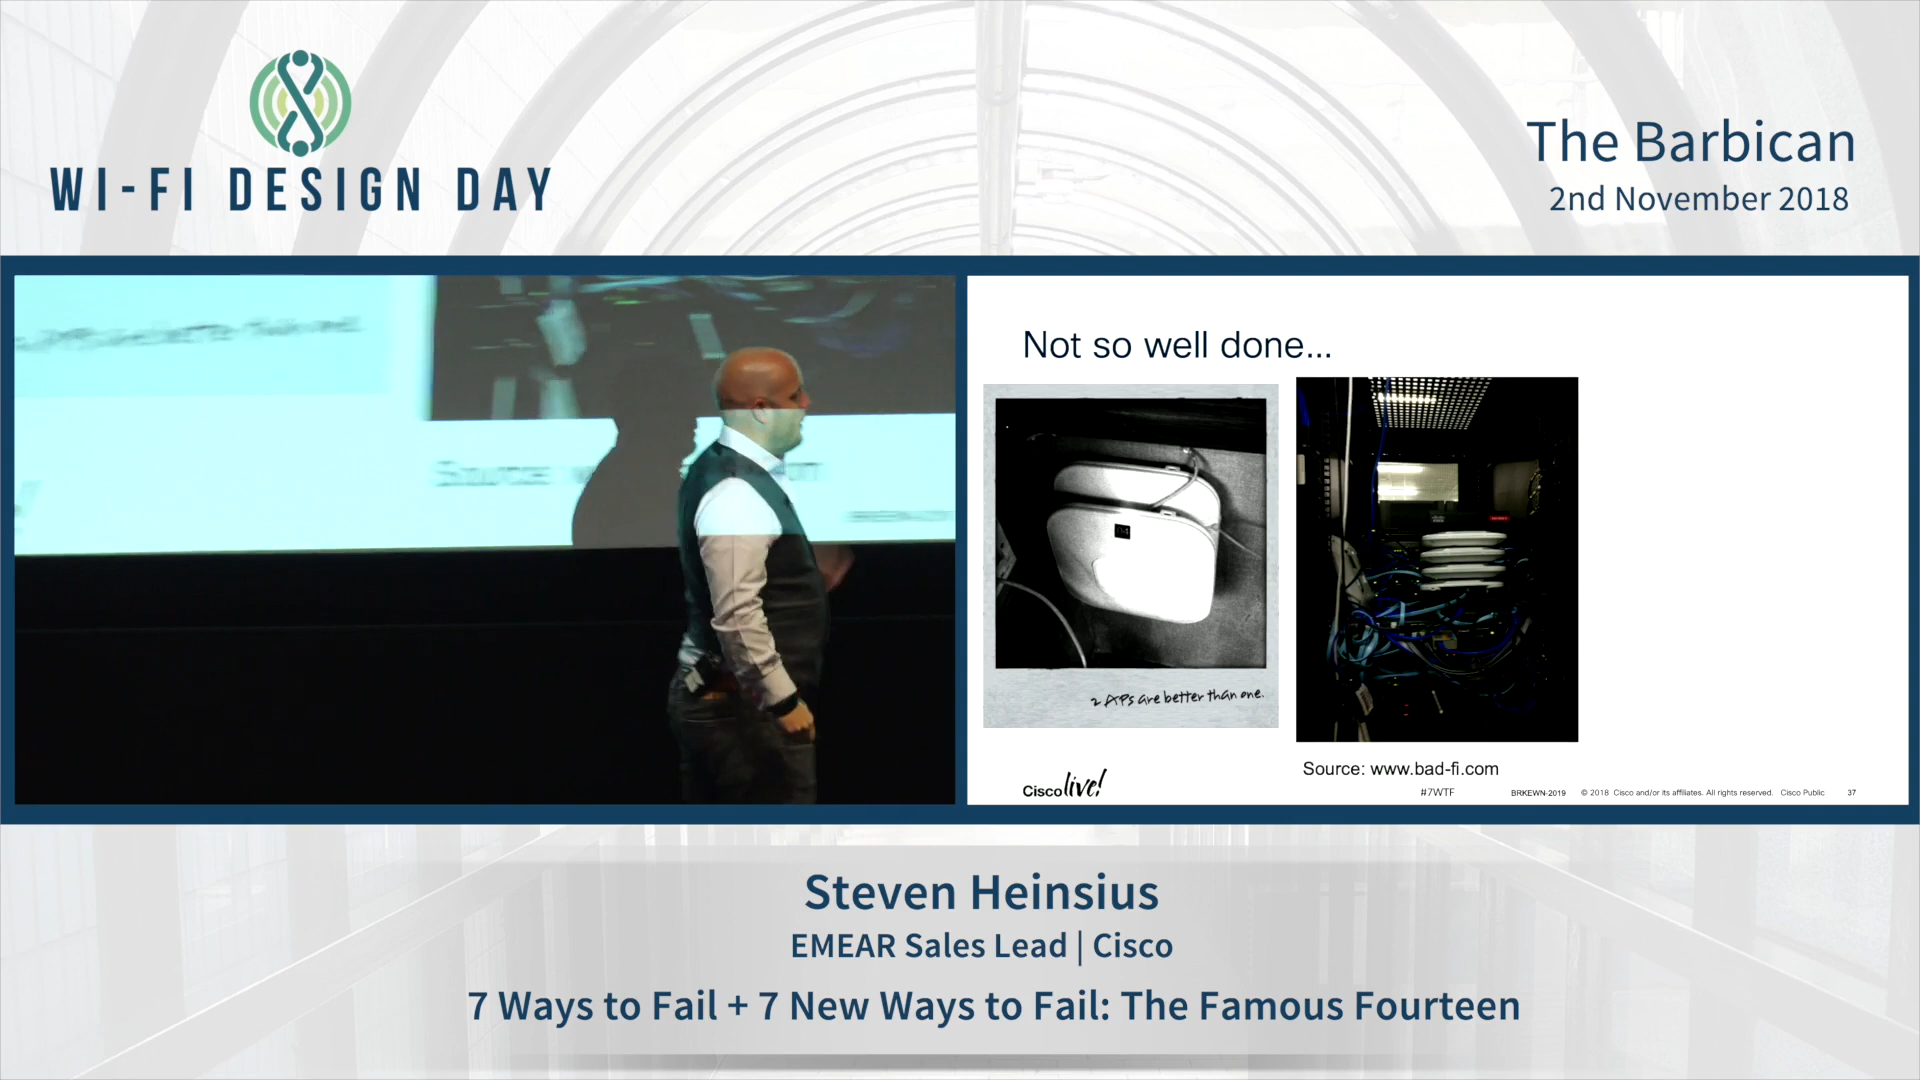 WI-FI DESIGN DAY
The Barbican
2nd November 2018
Not so well done...
2 APs are better than one.
Source: www.bad-fi.com
Cisco live!
#7WTF
BRKEWN-2019
© 2018 Cisco and/or its affiliates. All rights reserved. Cisco Public
37
Source:
Steven Heinsius
EMEAR Sales Lead | Cisco
7 Ways to Fail + 7 New Ways to Fail: The Famous Fourteen